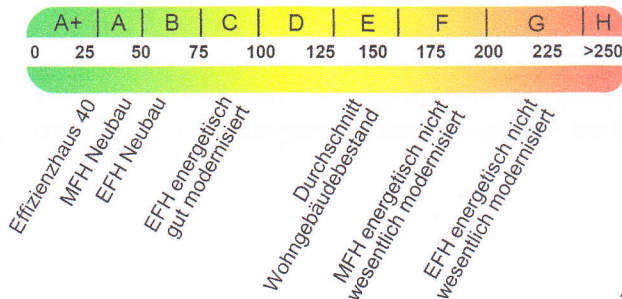 A+ | A | B | C | D | E | F | G | H
0 25 50 75 100 125 150 175 200 225 >250
Effizienzhaus 40
MFH Neubau
EFH Neubau
EFH energetisch
gut modernisiert
Durchschnitt
Wohngebäudebestand
MFH energetisch nicht
wesentlich modernisiert
EFH energetisch nicht
wesentlich modernisiert